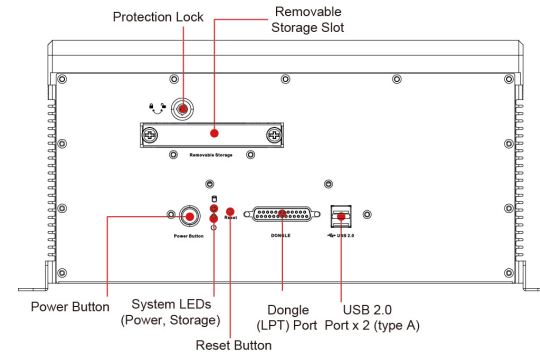 Protection Lock
Removable
Storage Slot
Removable Storage
Reset
Power Button
DONGLE
USB 2.0
Power Button
System LEDs
(Power, Storage)
Dongle
(LPT) Port
USB 2.0
Port x 2 (type A)
Reset Button